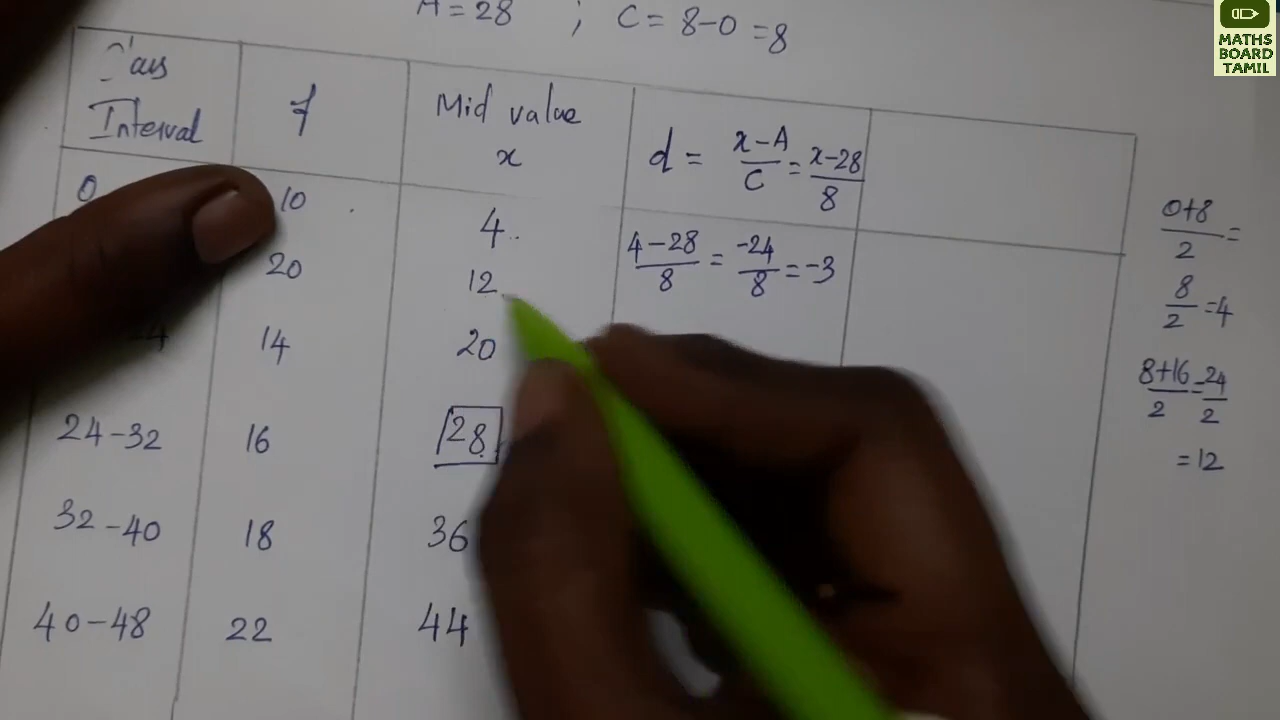 A = 28 ; C = 8-0 = 8
MATHS
BOARD
TAMIL
Class
Interval
f
Mid value
x
d = x-A/C = x-28/8
0 10 4 4-28/8 = -24/8 = -3
20 12
14 20
24-32 16 28
32-40 18 36
40-48 22 44
0+8/2 =
8/2 = 4
8+16/2 = 24/2
= 12